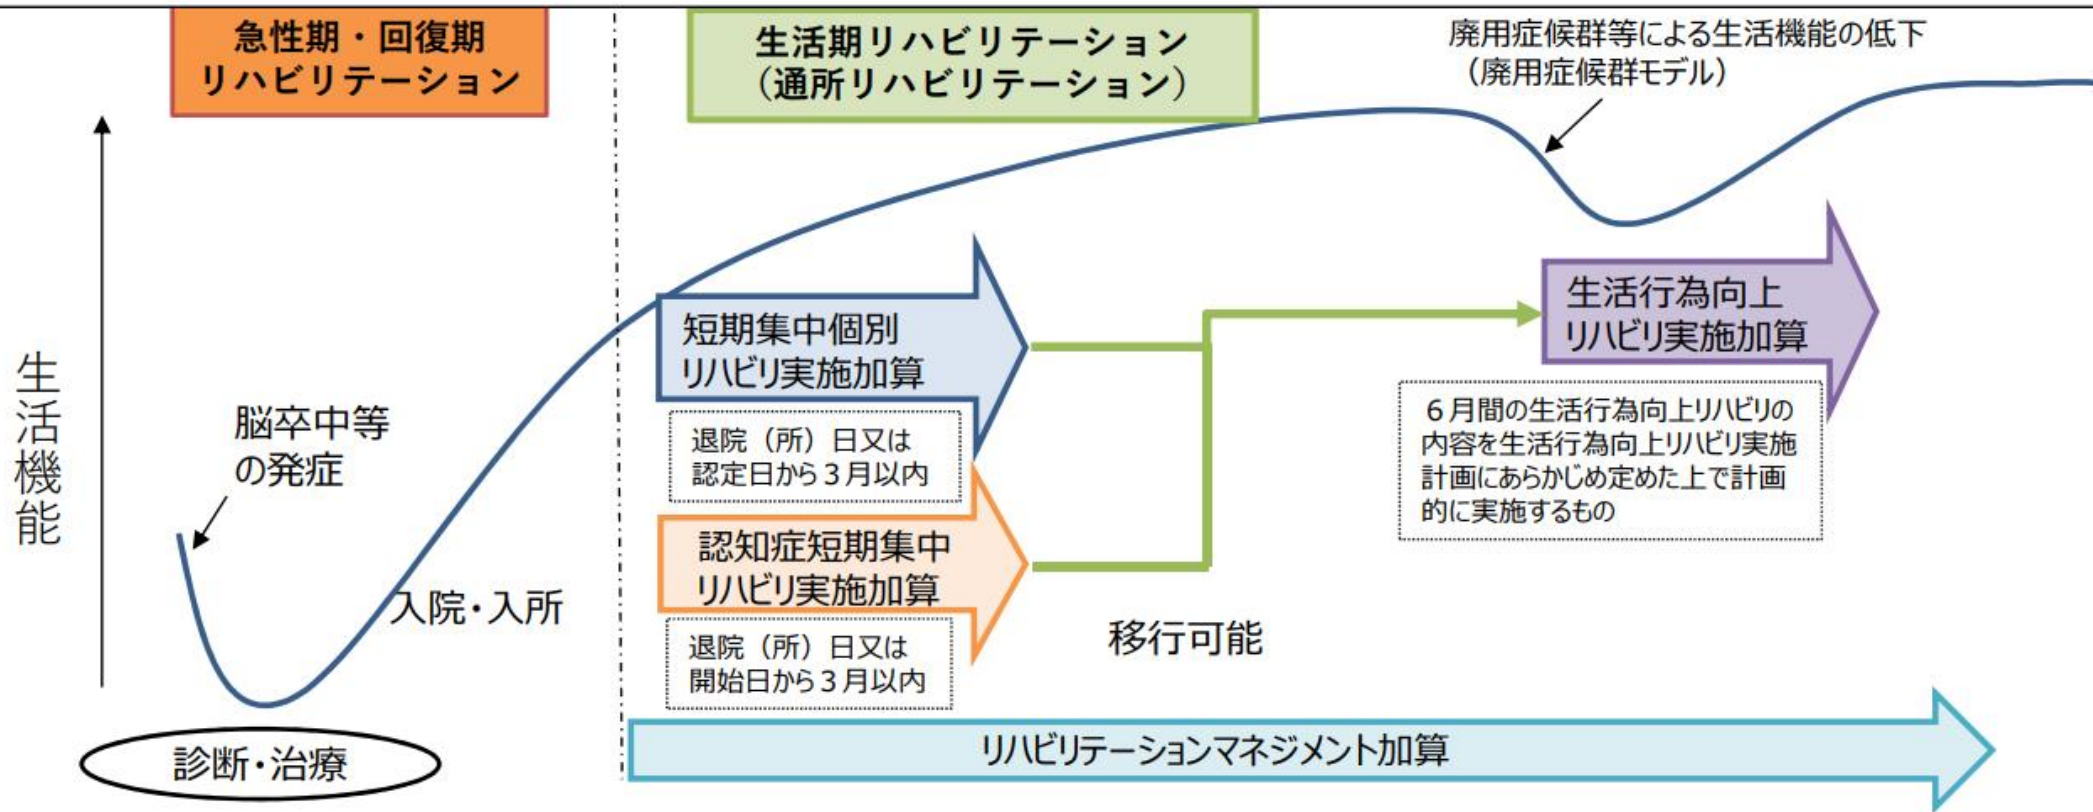 急性期・回復期
リハビリテーション
生活期リハビリテーション
（通所リハビリテーション）
廃用症候群等による生活機能の低下
（廃用症候群モデル）
生活機能
脳卒中等
の発症
入院・入所
診断・治療
短期集中個別
リハビリ実施加算
退院（所）日又は
認定日から３月以内
認知症短期集中
リハビリ実施加算
退院（所）日又は
開始日から３月以内
移行可能
生活行為向上
リハビリ実施加算
６月間の生活行為向上リハビリの
内容を生活行為向上リハビリ実施
計画にあらかじめ定めた上で計画
的に実施するもの
リハビリテーションマネジメント加算